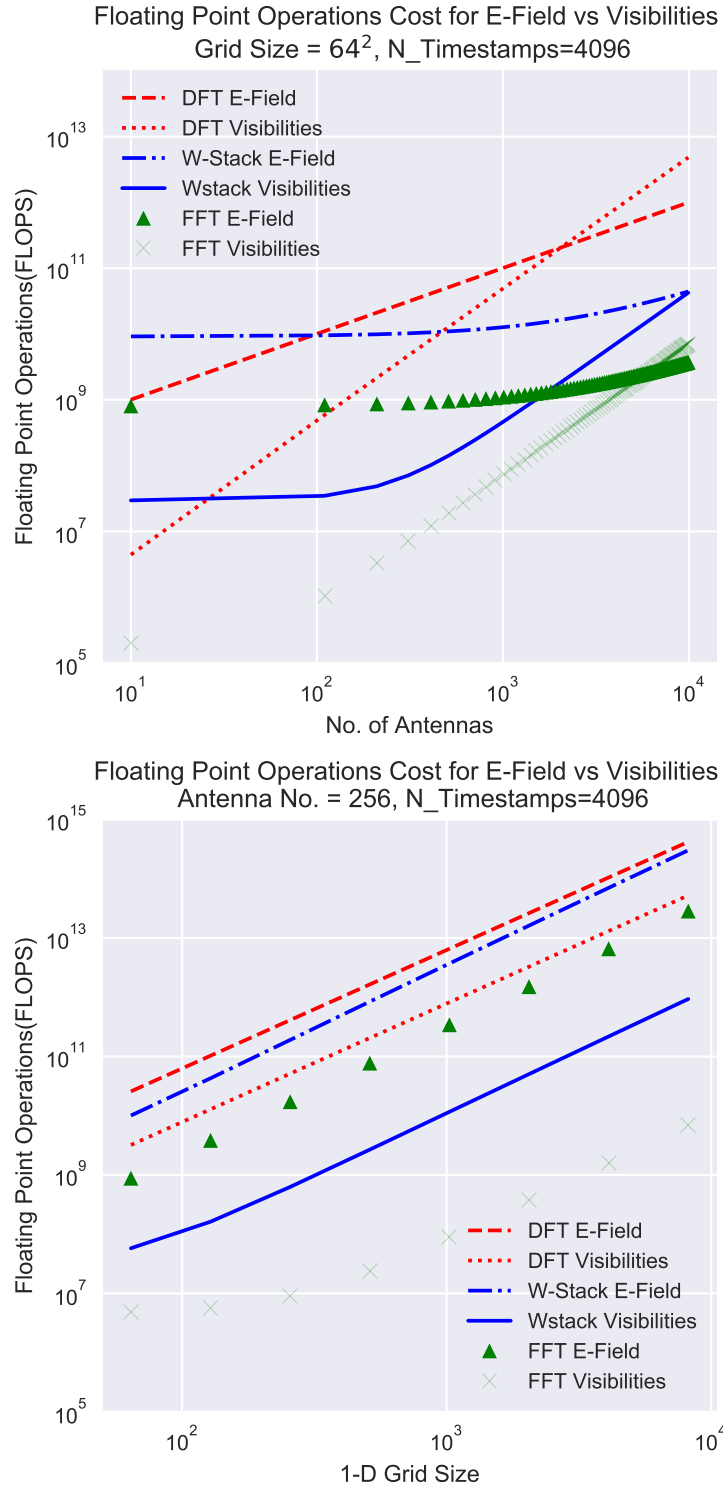 Floating Point Operations Cost for E-Field vs Visibilities
Grid Size = 64², N_Timestamps=4096
DFT E-Field
DFT Visibilities
W-Stack E-Field
Wstack Visibilities
FFT E-Field
FFT Visibilities
10¹³
10¹¹
10⁹
10⁷
10⁵
Floating Point Operations(FLOPS)
10¹ 10² 10³ 10⁴
No. of Antennas
Floating Point Operations Cost for E-Field vs Visibilities
Antenna No. = 256, N_Timestamps=4096
10¹⁵
10¹³
10¹¹
10⁹
10⁷
10⁵
Floating Point Operations(FLOPS)
DFT E-Field
DFT Visibilities
W-Stack E-Field
Wstack Visibilities
FFT E-Field
FFT Visibilities
10² 10³ 10⁴
1-D Grid Size